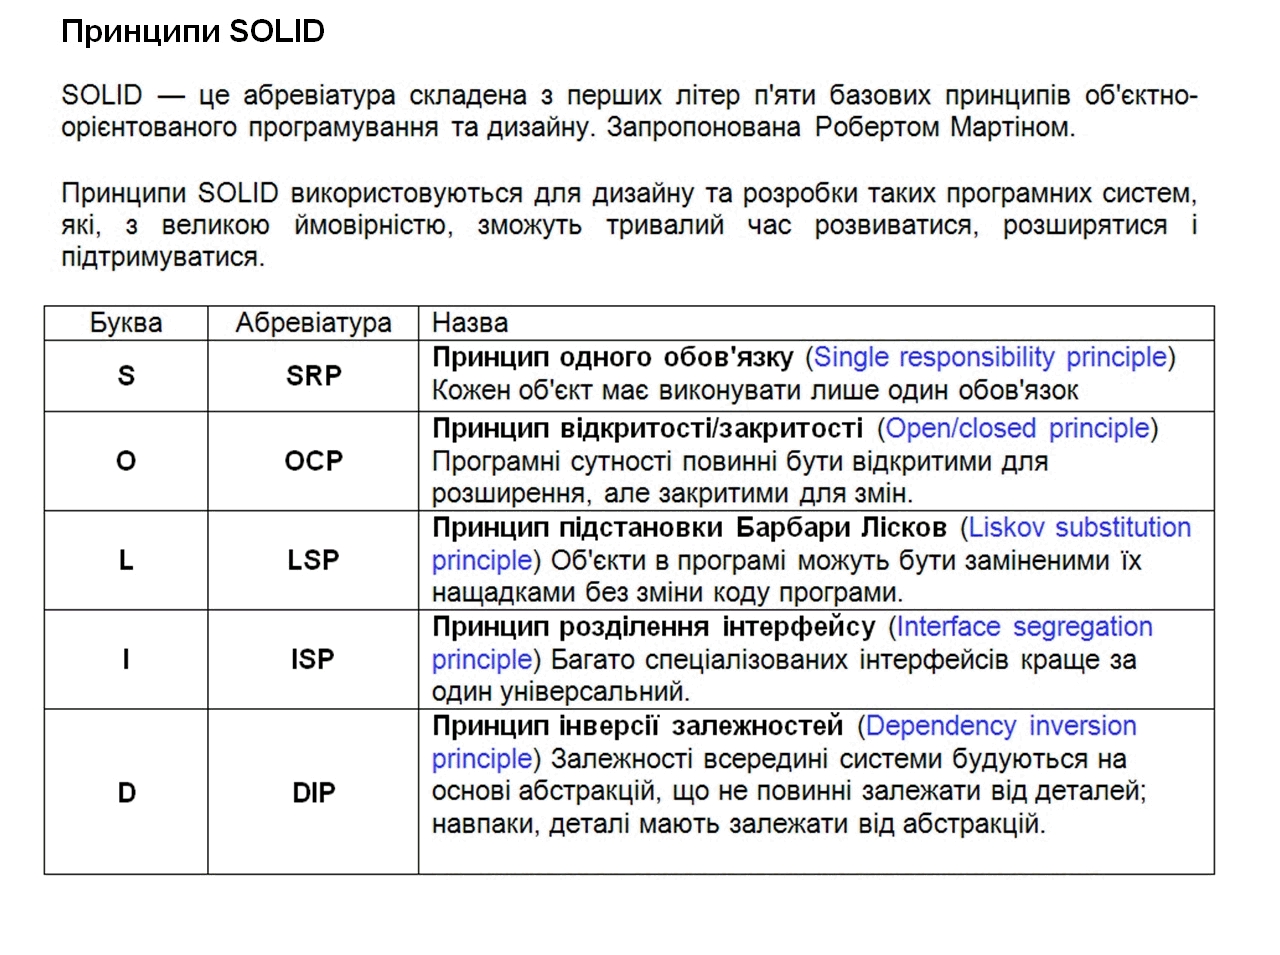 Принципи SOLID
SOLID — це абревіатура складена з перших літер п'яти базових принципів об'єктно-
орієнтованого програмування та дизайну. Запропонована Робертом Мартіном.
Принципи SOLID використовуються для дизайну та розробки таких програмних систем,
які, з великою ймовірністю, зможуть тривалий час розвиватися, розширятися і
підтримуватися.
Буква Абревіатура Назва
S SRP Принцип одного обов'язку (Single responsibility principle)
Кожен об'єкт має виконувати лише один обов'язок
O OCP Принцип відкритості/закритості (Open/closed principle)
Програмні сутності повинні бути відкритими для
розширення, але закритими для змін.
L LSP Принцип підстановки Барбари Лісков (Liskov substitution
principle) Об'єкти в програмі можуть бути заміненими їх
нащадками без зміни коду програми.
I ISP Принцип розділення інтерфейсу (Interface segregation
principle) Багато спеціалізованих інтерфейсів краще за
один універсальний.
D DIP Принцип інверсії залежностей (Dependency inversion
principle) Залежності всередині системи будуються на
основі абстракцій, що не повинні залежати від деталей;
навпаки, деталі мають залежати від абстракцій.